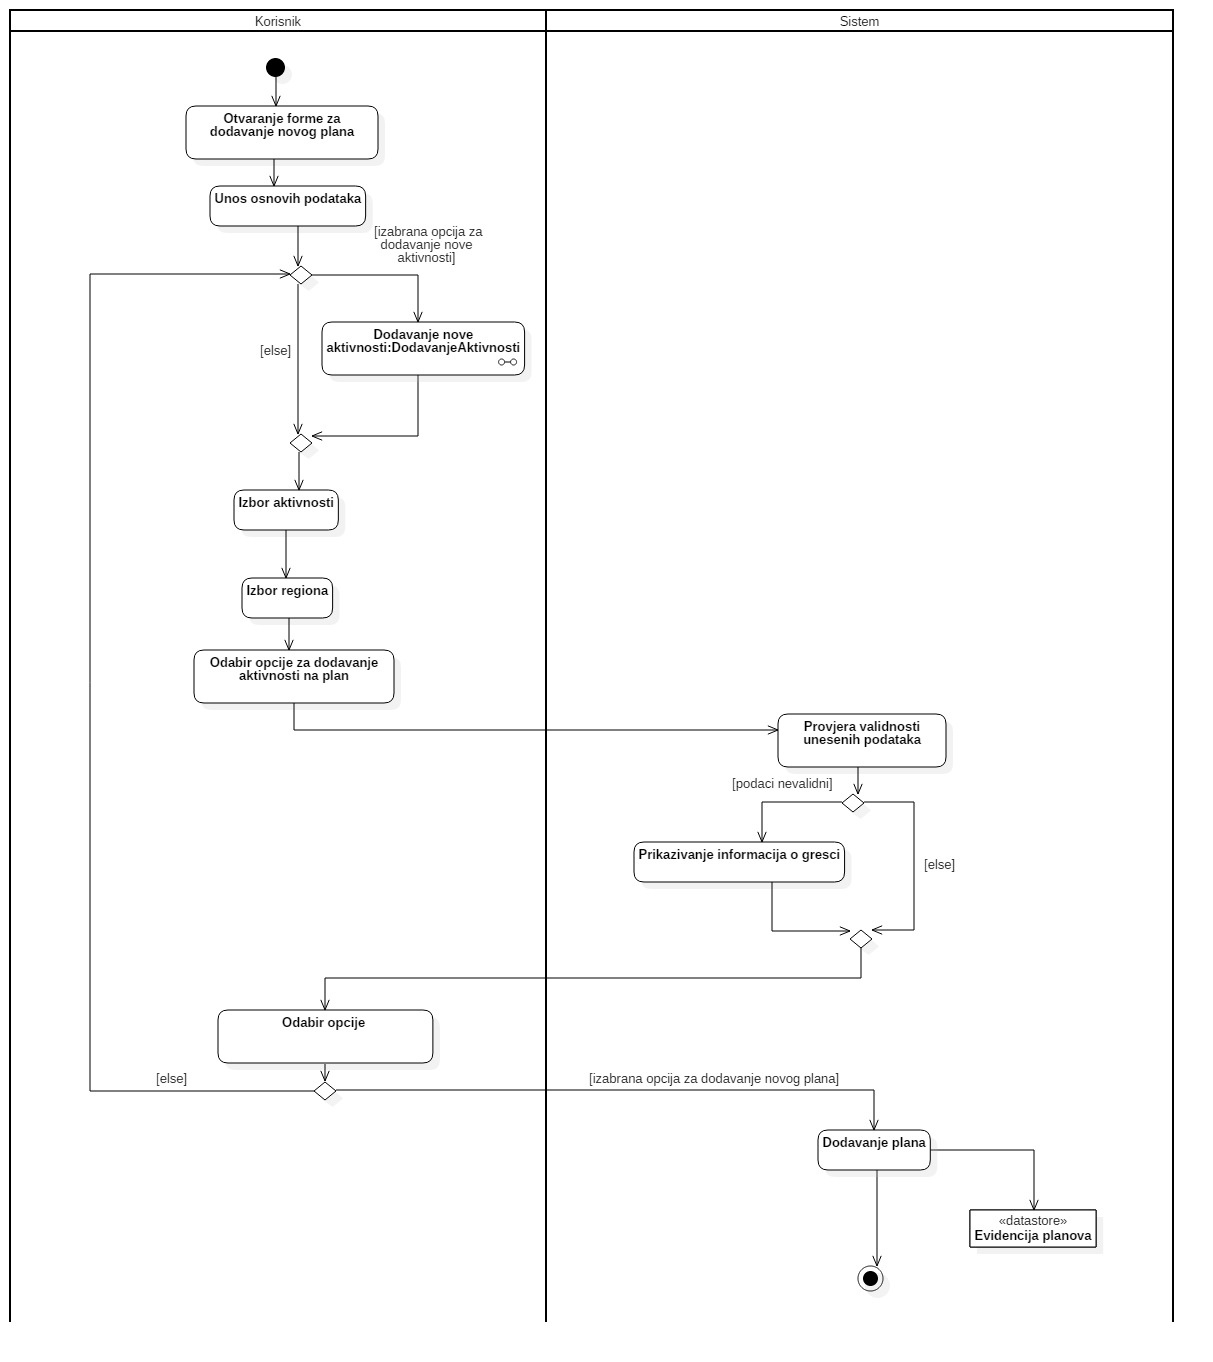 Korisnik
Sistem
Otvaranje forme za
dodavanje novog plana
Unos osnovih podataka
[izabrana opcija za
dodavanje nove
aktivnosti]
Dodavanje nove
aktivnosti:DodavanjeAktivnosti
[else]
Izbor aktivnosti
Izbor regiona
Odabir opcije za dodavanje
aktivnosti na plan
Provjera validnosti
unesenih podataka
[podaci nevalidni]
Prikazivanje informacija o gresci
[else]
Odabir opcije
[else]
[izabrana opcija za dodavanje novog plana]
Dodavanje plana
«datastore»
Evidencija planova